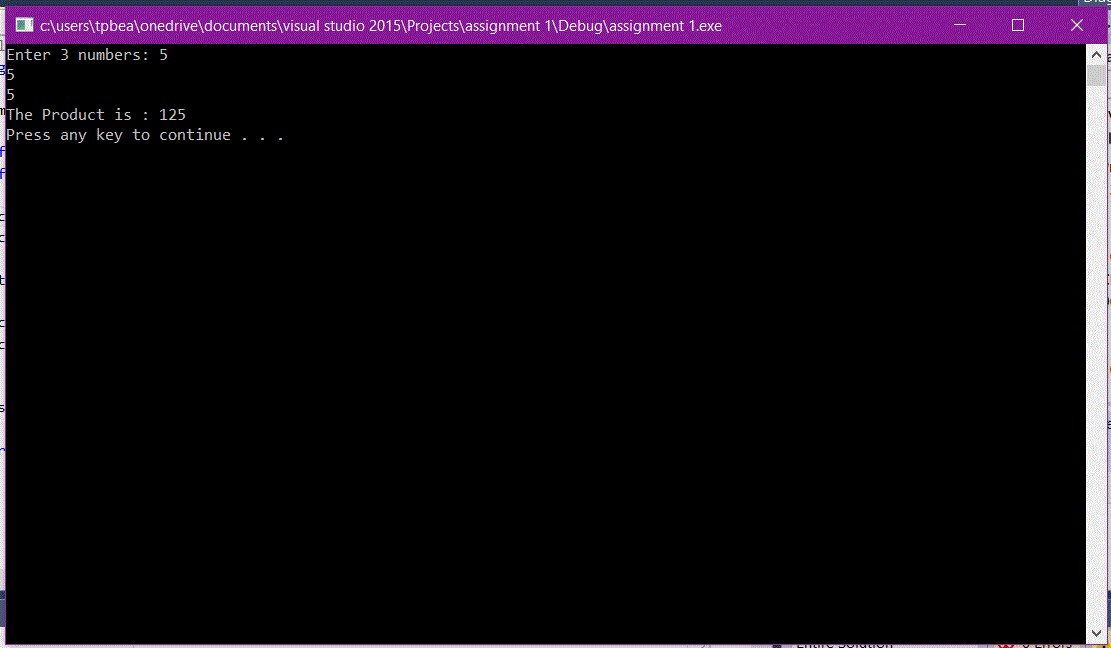 c:\users\tpbea\onedrive\documents\visual studio 2015\Projects\assignment 1\Debug\assignment 1.exe
Enter 3 numbers: 5
5
5
The Product is : 125
Press any key to continue . . .